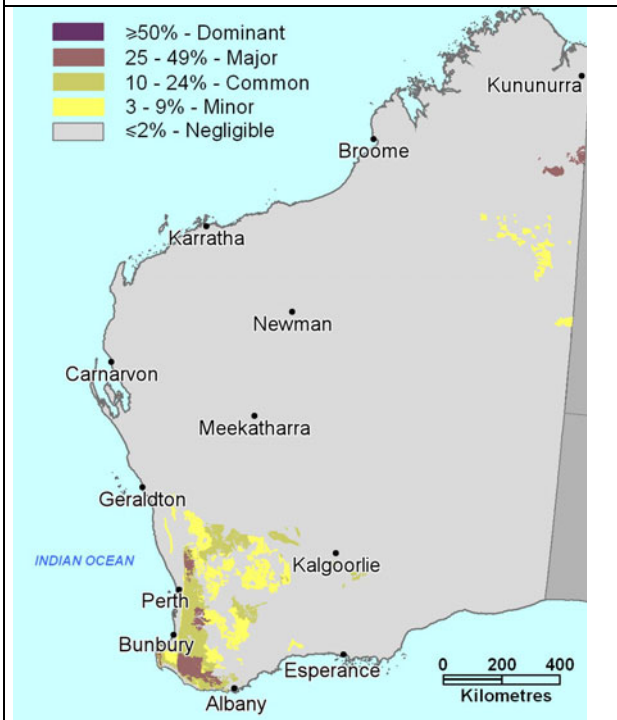 ≥50% - Dominant
25 - 49% - Major
10 - 24% - Common
3 - 9% - Minor
≤2% - Negligible
Kununurra
Broome
Karratha
Newman
Carnarvon
Meekatharra
Geraldton
INDIAN OCEAN
Kalgoorlie
Perth
Bunbury
Esperance
Albany
0 200 400
Kilometres